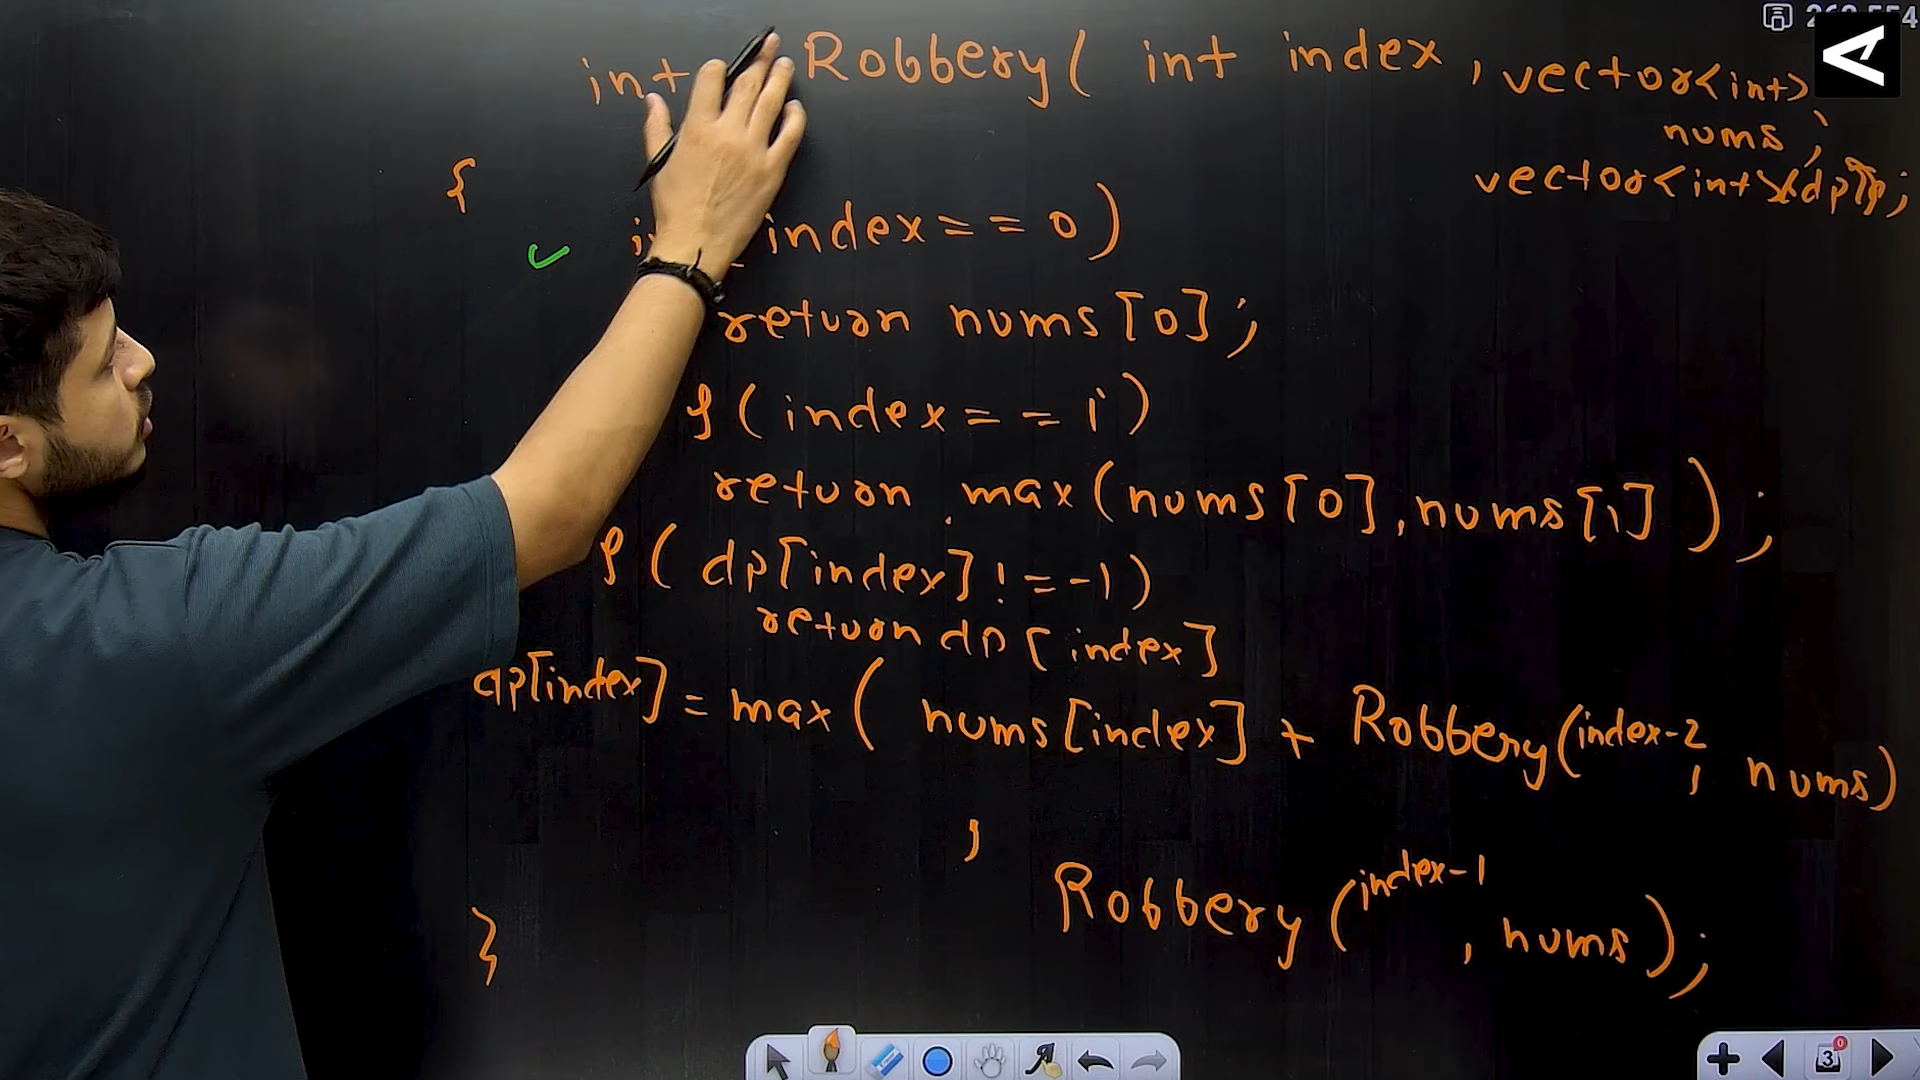 int Robbery( int index , vector<int>
nums ;
vector<int>&dp ;
{
index==0)
return nums[0];
f(index==1)
return max(nums[0],nums[1]);
f(dp[index]!=-1)
return dp[index]
dp[index] = max( nums[index] + Robbery(index-2, nums)
,
Robbery(index-1, nums);
}
3
0